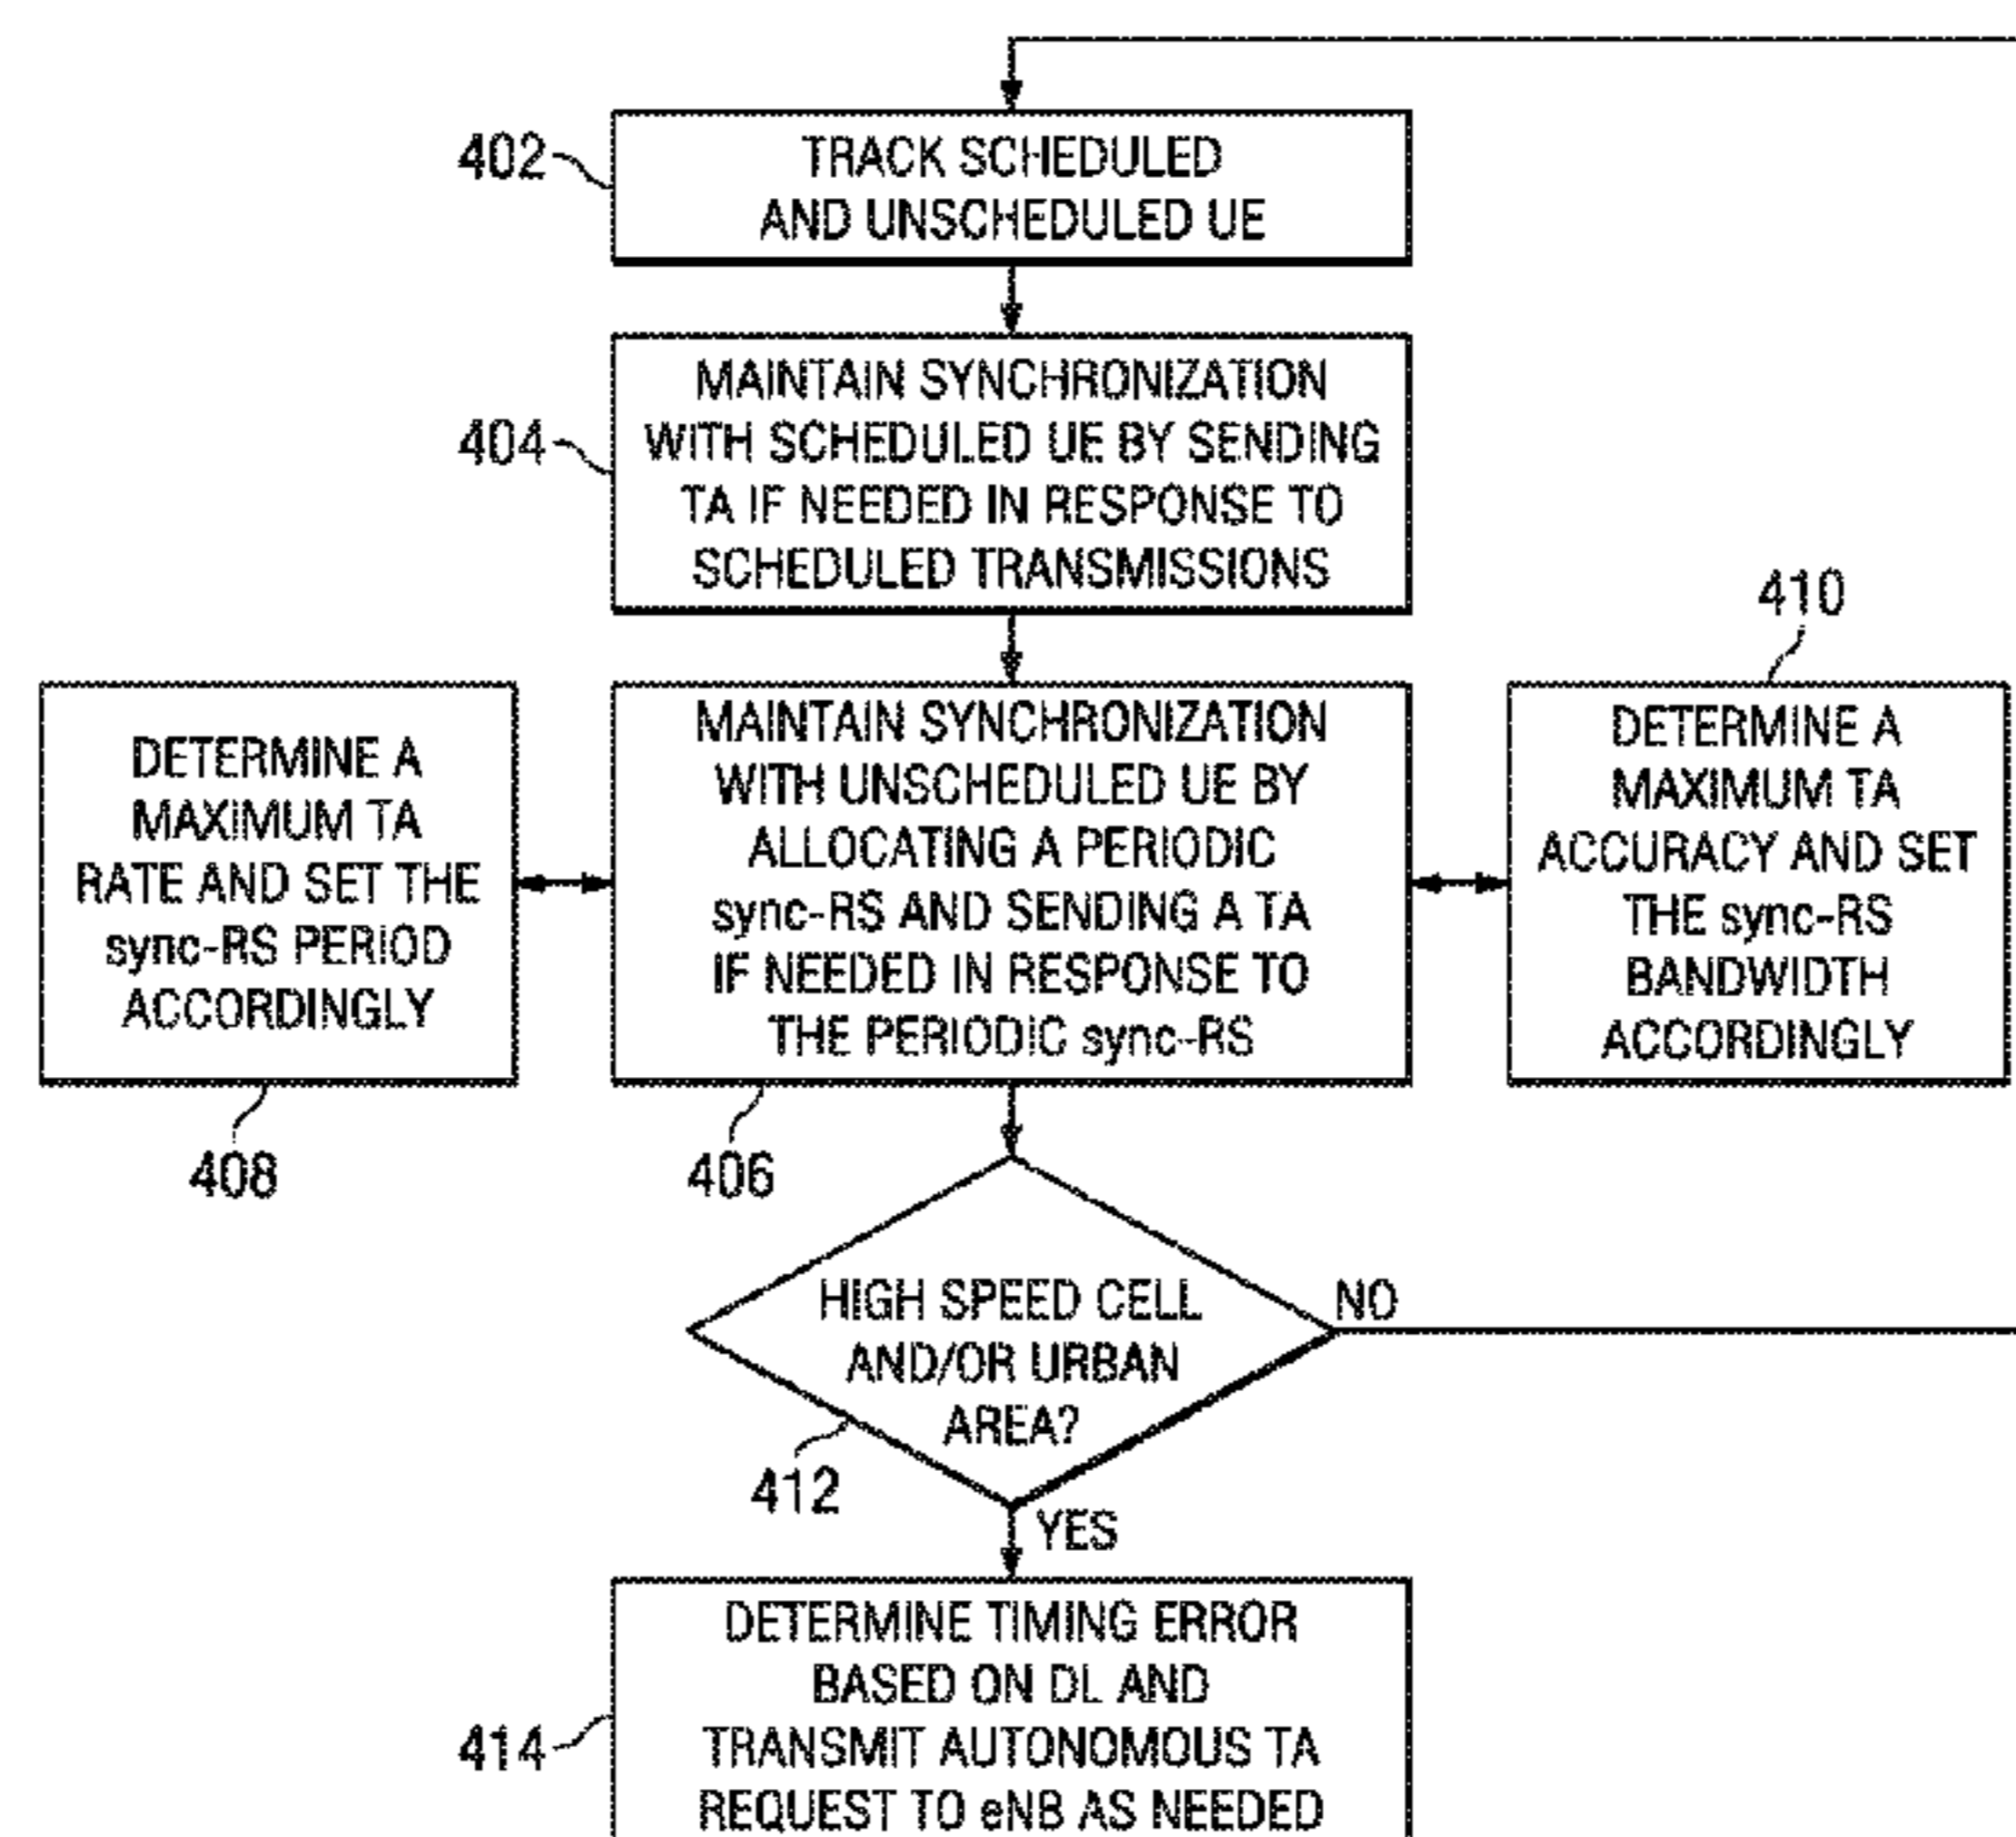 402
TRACK SCHEDULED
AND UNSCHEDULED UE
404
MAINTAIN SYNCHRONIZATION
WITH SCHEDULED UE BY SENDING
TA IF NEEDED IN RESPONSE TO
SCHEDULED TRANSMISSIONS
410
DETERMINE A
MAXIMUM TA
RATE AND SET THE
sync-RS PERIOD
ACCORDINGLY
408
MAINTAIN SYNCHRONIZATION
WITH UNSCHEDULED UE BY
ALLOCATING A PERIODIC
sync-RS AND SENDING A TA
IF NEEDED IN RESPONSE TO
THE PERIODIC sync-RS
406
DETERMINE A
MAXIMUM TA
ACCURACY AND SET
THE sync-RS
BANDWIDTH
ACCORDINGLY
HIGH SPEED CELL
AND/OR URBAN
AREA?
NO
412
YES
414
DETERMINE TIMING ERROR
BASED ON DL AND
TRANSMIT AUTONOMOUS TA
REQUEST TO eNB AS NEEDED